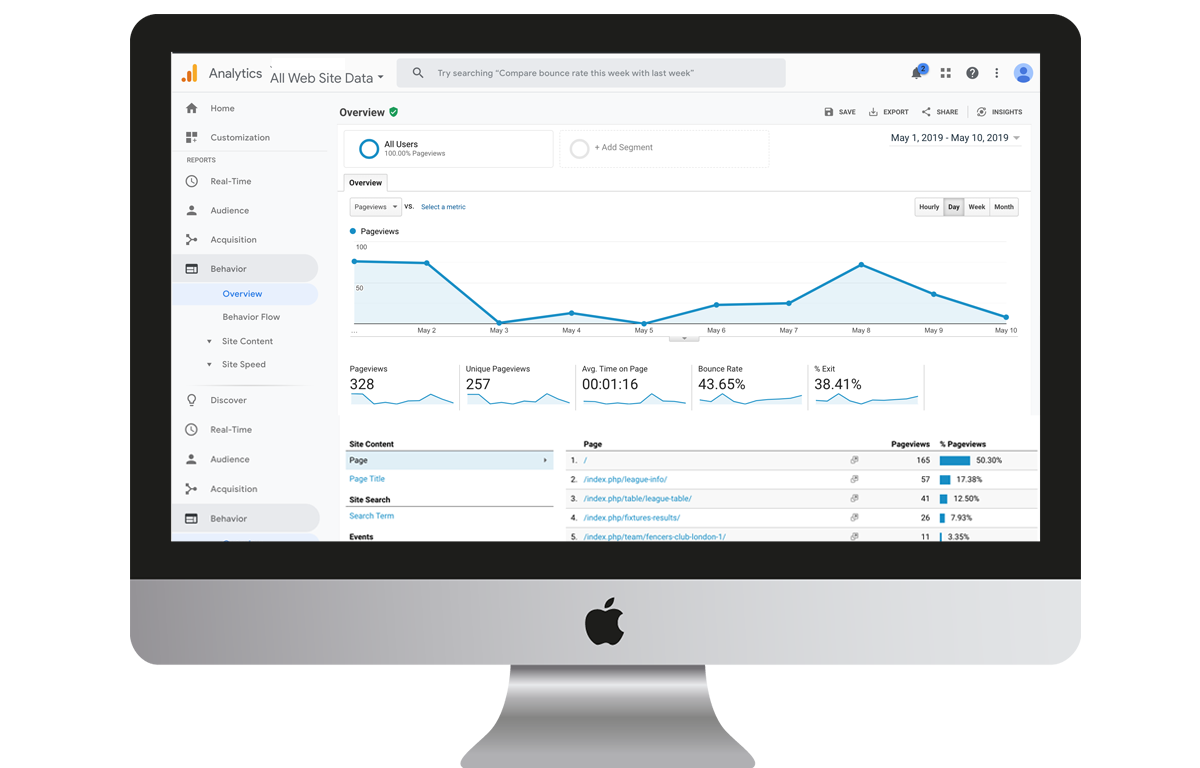 Analytics All Web Site Data
Try searching “Compare bounce rate this week with last week”
2
Home
Customization
REPORTS
Real-Time
Audience
Acquisition
Behavior
Overview
Behavior Flow
Site Content
Site Speed
Discover
Real-Time
Audience
Acquisition
Behavior
Overview
SAVE EXPORT SHARE INSIGHTS
All Users
100.00% Pageviews
+ Add Segment
May 1, 2019 - May 10, 2019
Overview
Pageviews VS. Select a metric
Hourly Day Week Month
Pageviews
100
50
... May 2 May 3 May 4 May 5 May 6 May 7 May 8 May 9 May 10
Pageviews Unique Pageviews Avg. Time on Page Bounce Rate % Exit
328 257 00:01:16 43.65% 38.41%
Site Content
Page
Page Title
Site Search
Search Term
Events
Page Pageviews % Pageviews
1. / 165 50.30%
2. /index.php/league-info/ 57 17.38%
3. /index.php/table/league-table/ 41 12.50%
4. /index.php/fixtures-results/ 26 7.93%
5. /index.php/team/fencers-club-london-1/ 11 3.35%